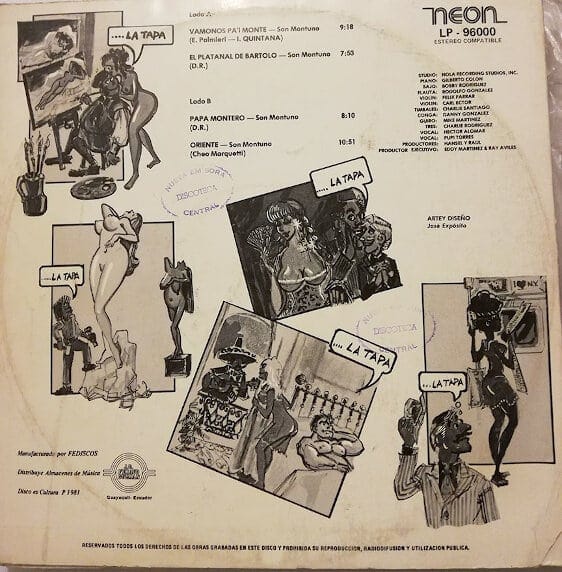 Lado A
VAMONOS PA'I MONTE — Son Montuno 9:18
(E. Palmieri — I. QUINTANA)
EL PLATANAL DE BARTOLO — Son Montuno 7:53
(D.R.)
Lado B
PAPA MONTERO — Son Montuno 8:10
(D.R.)
ORIENTE — Son Montuno 10:51
(Cheo Marquetti)
NEON
LP - 96000
ESTEREO COMPATIBLE
STUDIO: NOLA RECORDING STUDIOS, INC.
PIANO: GILBERTO COLON
BAJO: BOBBY RODRIGUEZ
FLAUTA: RODOLFO GONZALEZ
VIOLIN: FELIX FARRAR
VIOLIN: CARL ECTOR
TIMBALES: CHARLIE SANTIAGO
CONGA: DANNY GONZALEZ
GUIRO: MIKE MARTINEZ
TRES: CHARLIE RODRIGUEZ
VOCAL: HECTOR ALOMAR
VOCAL: PUPI TORRES
PRODUCTORES: HANSEL Y RAUL
PRODUCTOR EJECUTIVO: EDDY MARTINEZ & RAY AVILES
ARTE Y DISEÑO
José Expósito
...LA TAPA
NUEVA EMISORA
DISCOTECA
CENTRAL
..... LA TAPA
....LA TAPA
I ❤ N.Y.
DISCOTECA
CENTRAL
.... LA TAPA
...LA TAPA
Manufacturado por FEDISCOS
Distribuye Almacenes de Música
Disco es Cultura P 1981
Guayaquil - Ecuador
RESERVADOS TODOS LOS DERECHOS DE LAS OBRAS GRABADAS EN ESTE DISCO Y PROHIBIDA SU REPRODUCCION, RADIODIFUSION Y UTILIZACION PUBLICA.